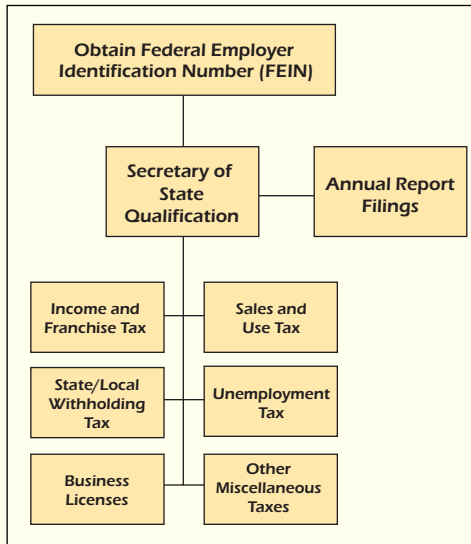 Obtain Federal Employer
Identification Number (FEIN)
Secretary of
State
Qualification
Annual Report
Filings
Income and
Franchise Tax
Sales and
Use Tax
State/Local
Withholding
Tax
Unemployment
Tax
Business
Licenses
Other
Miscellaneous
Taxes